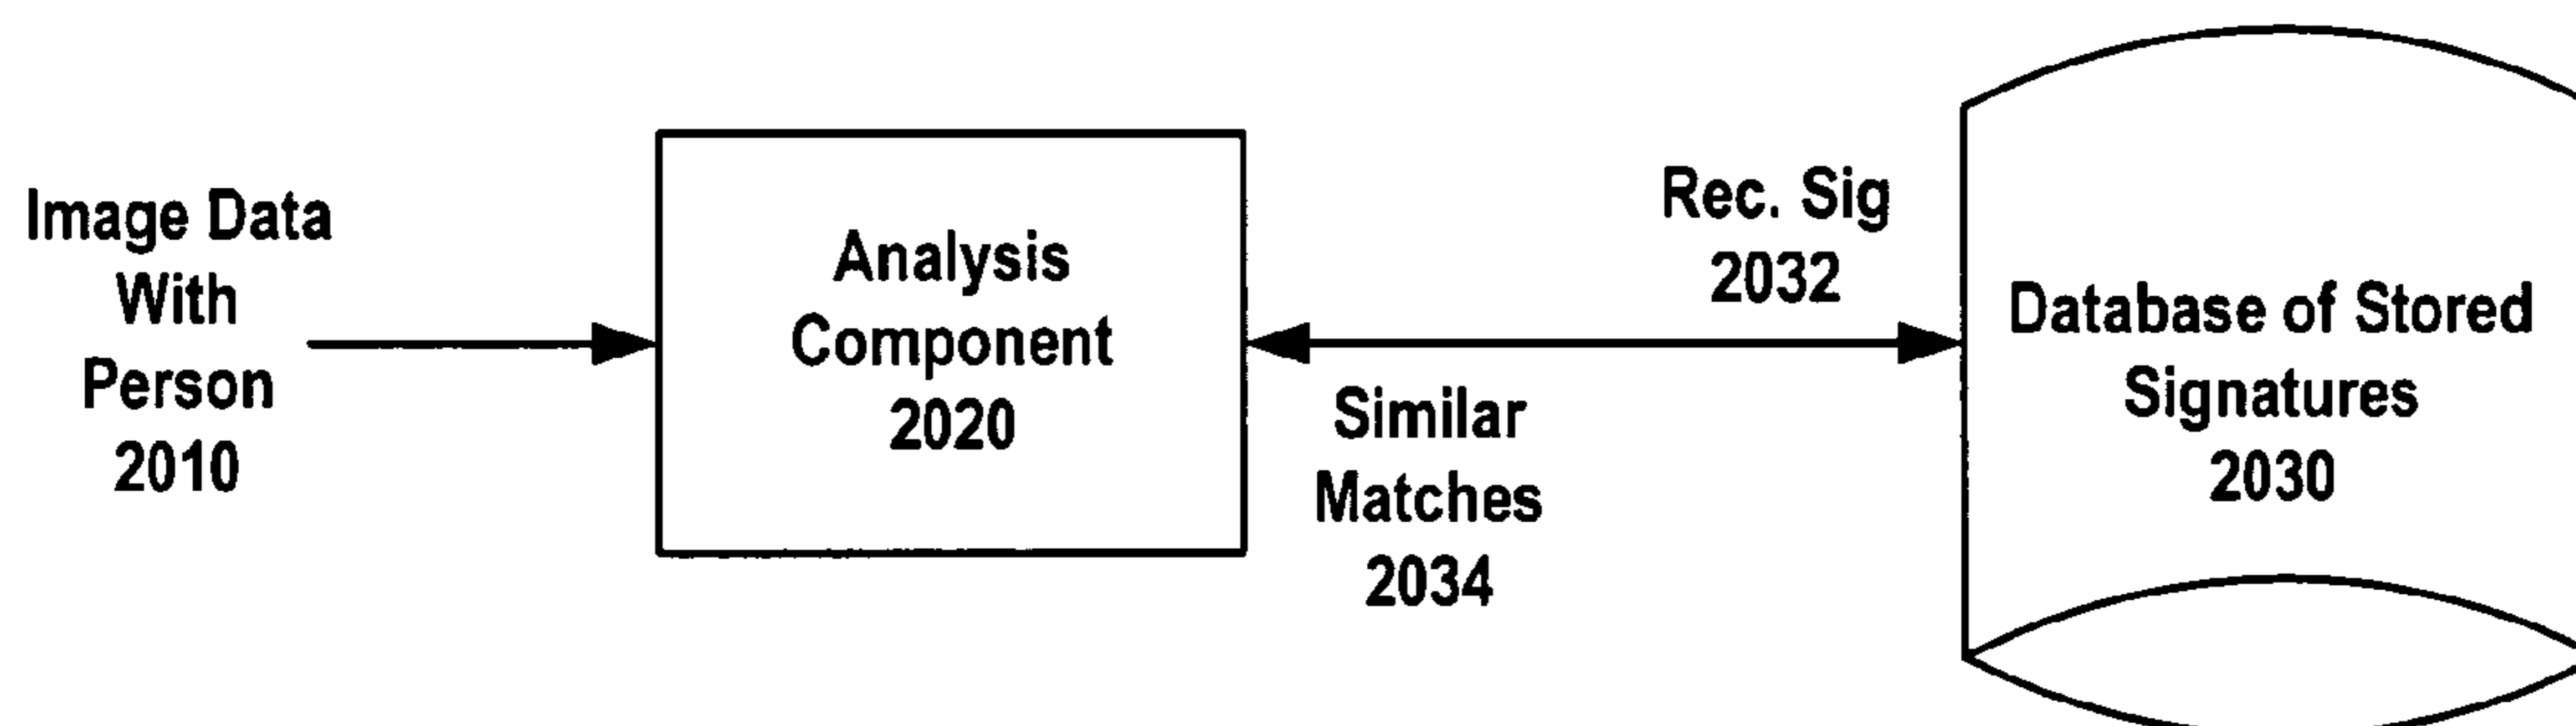 Image Data
With
Person
2010
Analysis
Component
2020
Rec. Sig
2032
Similar
Matches
2034
Database of Stored
Signatures
2030